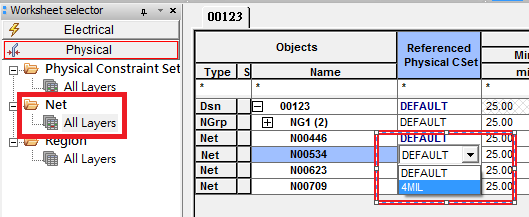 Worksheet selector
Electrical
Physical
Physical Constraint Set
All Layers
Net
All Layers
Region
All Layers
00123
Objects
Referenced
Physical CSet
Min
Type S Name
mi
* * * *
Dsn 00123 DEFAULT 25.00
NGrp NG1 (2) 25.00
Net N00446 DEFAULT 25.00
Net N00534 DEFAULT 25.00
Net N00623 DEFAULT 25.00
Net N00709 4MIL 25.00